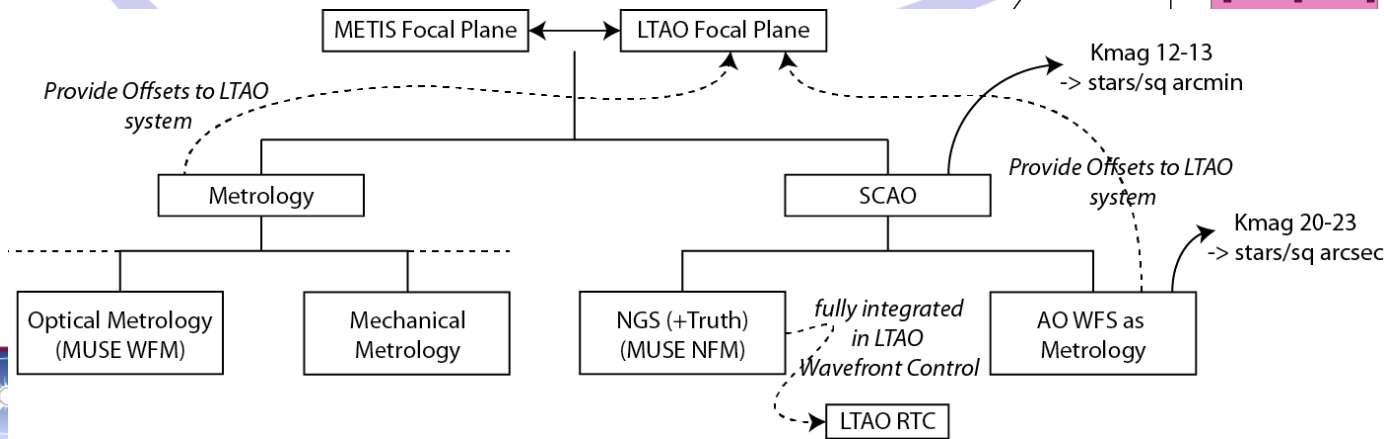 METIS Focal Plane
LTAO Focal Plane
Kmag 12-13
-> stars/sq arcmin
Provide Offsets to LTAO
system
Metrology
SCAO
Provide Offsets to LTAO
system
Kmag 20-23
-> stars/sq arcsec
Optical Metrology
(MUSE WFM)
Mechanical
Metrology
NGS (+Truth)
(MUSE NFM)
fully integrated
in LTAO
Wavefront Control
AO WFS as
Metrology
LTAO RTC